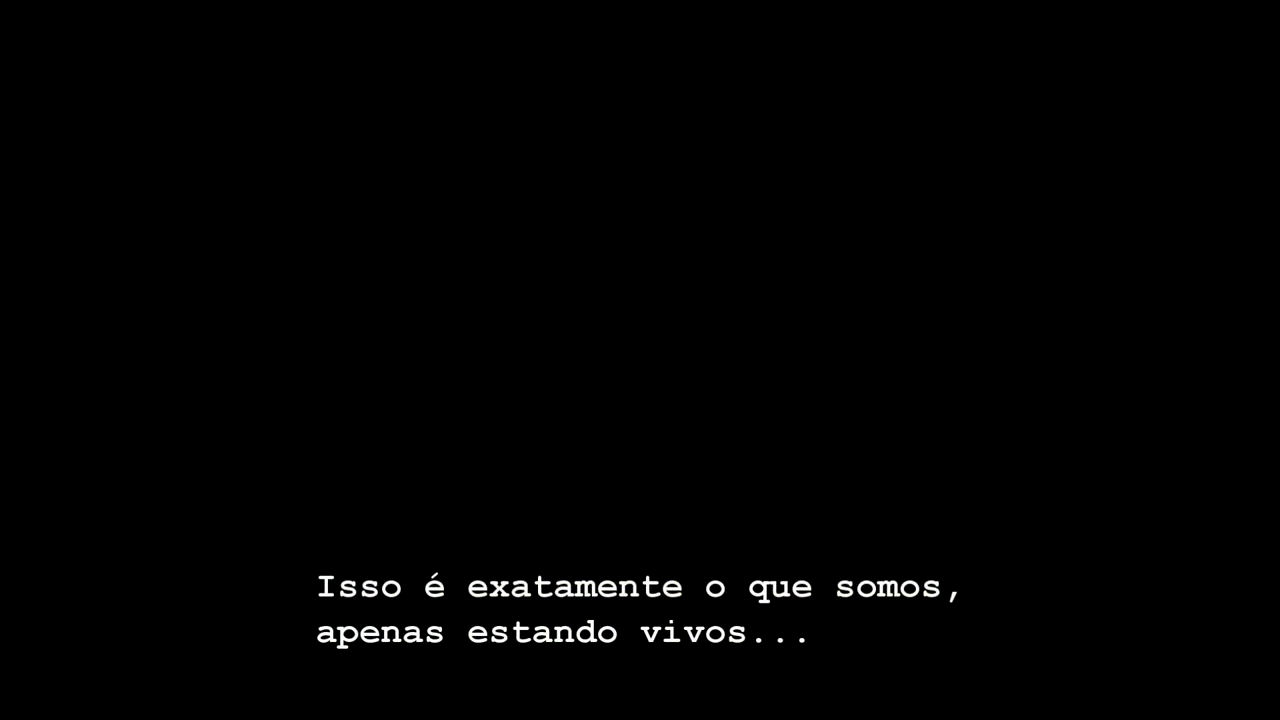 Isso é exatamente o que somos,
apenas estando vivos...